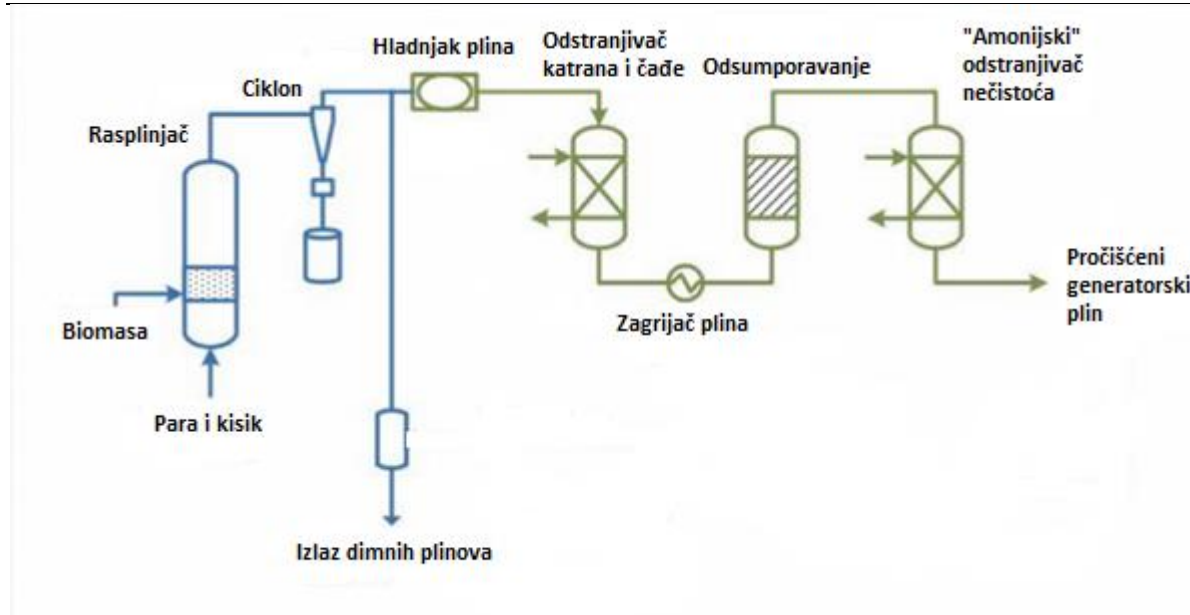 Hladnjak plina
Odstranjivač
katrana i čađe
Odsumporavanje
"Amonijski"
odstranjivač
nečistoća
Ciklon
Rasplinjač
Biomasa
Para i kisik
Zagrijač plina
Pročišćeni
generatorski
plin
Izlaz dimnih plinova